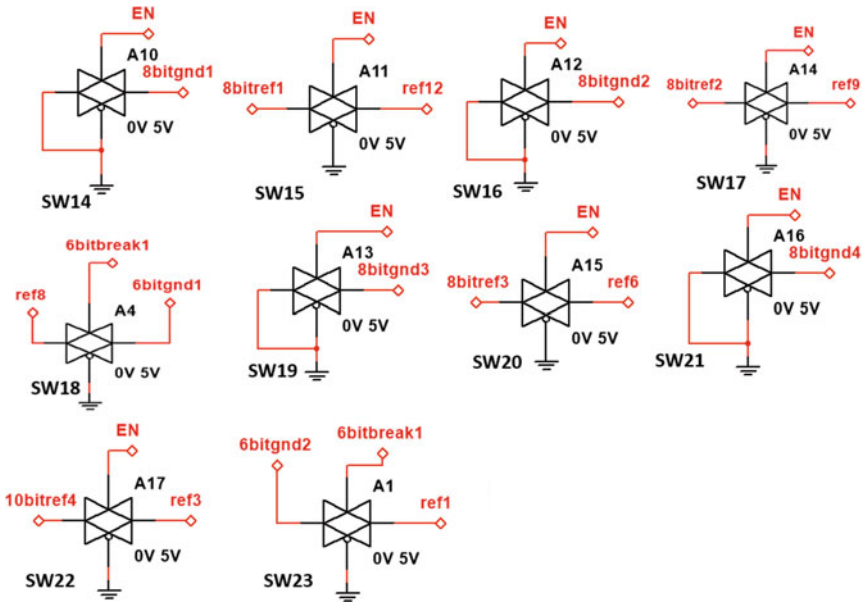 EN
A10
8bitgnd1
0V 5V
SW14
EN
A11
8bitref1
ref12
0V 5V
SW15
EN
A12
8bitgnd2
0V 5V
SW16
EN
A14
8bitref2
ref9
0V 5V
SW17
6bitbreak1
6bitgnd1
ref8
A4
0V 5V
SW18
EN
A13
8bitgnd3
0V 5V
SW19
EN
A15
8bitref3
ref6
0V 5V
SW20
EN
A16
8bitgnd4
0V 5V
SW21
EN
A17
10bitref4
ref3
0V 5V
SW22
6bitgnd2
6bitbreak1
A1
ref1
0V 5V
SW23